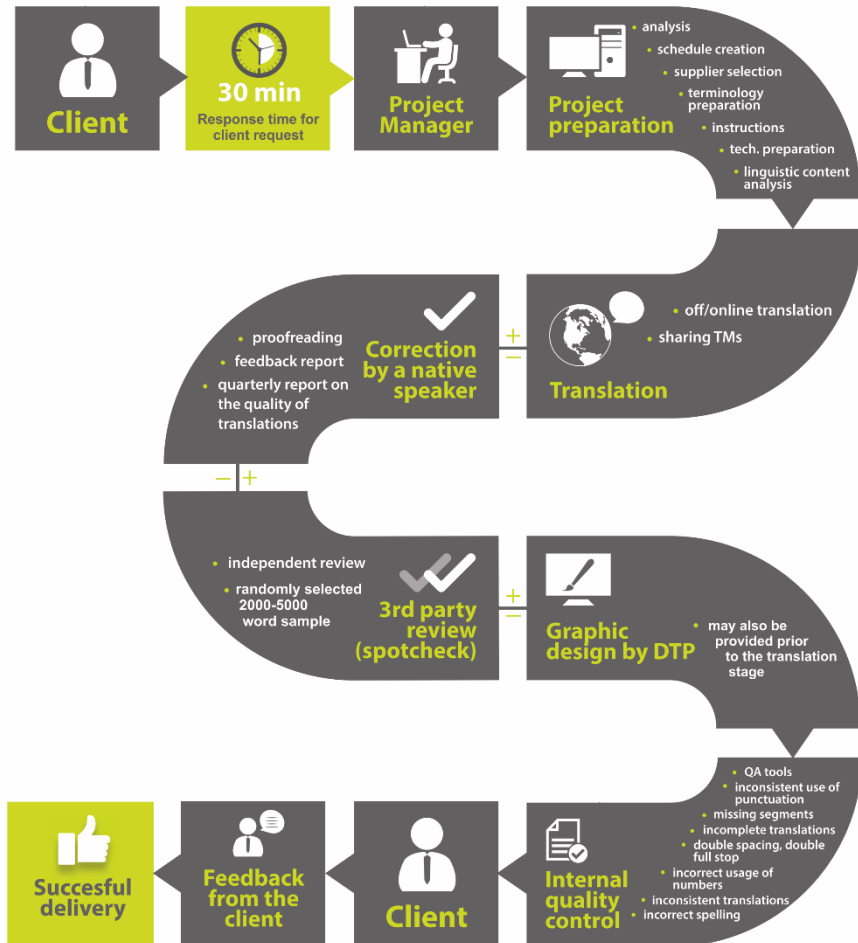 Client
30 min
Response time for
client request
Project
Manager
Project
preparation
• analysis
• schedule creation
• supplier selection
• terminology
preparation
• instructions
• tech. preparation
• linguistic content
analysis
Translation
• off/online translation
• sharing TMs
+
−
Correction
by a native
speaker
• proofreading
• feedback report
• quarterly report on
the quality of
translations
− +
• independent review
• randomly selected
2000-5000
word sample
3rd party
review
(spotcheck)
+
−
Graphic
design by DTP
• may also be
provided prior
to the translation
stage
• QA tools
• inconsistent use of
punctuation
• missing segments
• incomplete translations
• double spacing, double
full stop
• incorrect usage of
numbers
• inconsistent translations
• incorrect spelling
Internal
quality
control
Client
Feedback
from the
client
Succesful
delivery